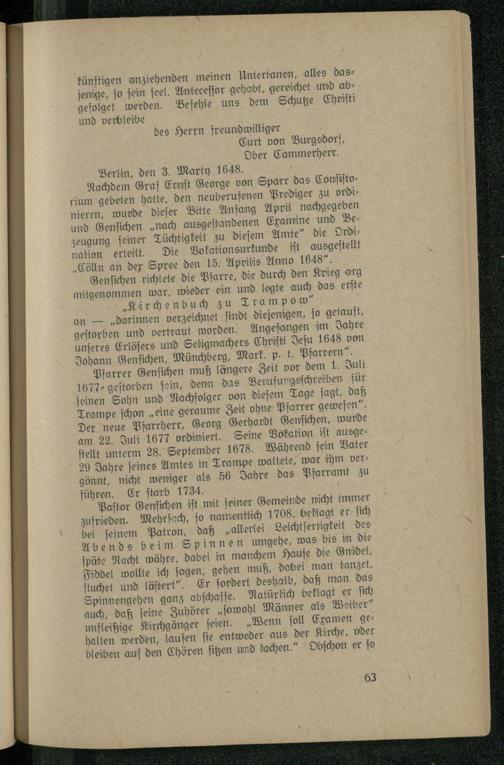 künftigen anziehenden meinen Untertanen, alles das-
jenige, so sein seel. Antecessor gehabt, gereichet und ab-
gefolget werden. Befehle uns dem Schutze Christi
und verbleibe
des Herrn freundwilliger
Curt von Burgsdorf,
Ober Cammerherr.
Berlin, den 3. Marty 1648.
Nachdem Graf Ernst George von Sparr das Consisto-
rium gebeten hatte, den neuberufenen Prediger zu ordi-
nieren, wurde dieser Bitte Anfang April nachgegeben
und Gensichen „nach ausgestandenen Examine und Be-
zeugung seiner Tüchtigkeit zu diesem Amte“ die Ordi-
nation erteilt. Die Vokationsurkunde ist ausgestellt
„Cölln an der Spree den 15. Aprilis Anno 1648“.
Gensichen richtete die Pfarre, die durch den Krieg arg
mitgenommen war, wieder ein und legte auch das erste
„Kirchenbuch zu Trampow“
an — „darinnen verzeichnet sindt diejenigen, so getauft,
gestorben und vertraut worden. Angefangen im Jahre
unseres Erlösers und Seligmachers Christi Jesu 1648 von
Johann Gensichen, Münchberg, Mark. p. t. Pfarrern“.
Pfarrer Gensichen muß längere Zeit vor dem 1. Juli
1677 gestorben sein, denn das Berufungsschreiben für
seinen Sohn und Nachfolger von diesem Tage sagt, daß
Trampe schon „eine geraume Zeit ohne Pfarrer gewesen“.
Der neue Pfarrherr, Georg Gerhardt Gensichen, wurde
am 22. Juli 1677 ordiniert. Seine Vokation ist ausge-
stellt unterm 28. September 1678. Während sein Vater
29 Jahre seines Amtes in Trampe waltete, war ihm ver-
gönnt, nicht weniger als 56 Jahre das Pfarramt zu
führen. Er starb 1734.
Pastor Gensichen ist mit seiner Gemeinde nicht immer
zufrieden. Mehrfach, so namentlich 1708, beklagt er sich
bei seinem Patron, daß „allerlei Leichtfertigkeit des
Abends beim Spinnen umgehe, was bis in die
späte Nacht währe, dabei in manchem Hause die Gnidel,
Fiddel wollte ich sagen, gehen muß, dabei man tanzet,
fluchet und lästert“. Er fordert deshalb, daß man das
Spinnengehen ganz abschaffe. Natürlich beklagt er sich
auch, daß seine Zuhörer „sowohl Männer als Weiber“
unfleißige Kirchgänger seien. „Wenn soll Examen ge-
halten werden, laufen sie entweder aus der Kirche, oder
bleiben auf den Chören sitzen und lachen.“ Obschon er so
63